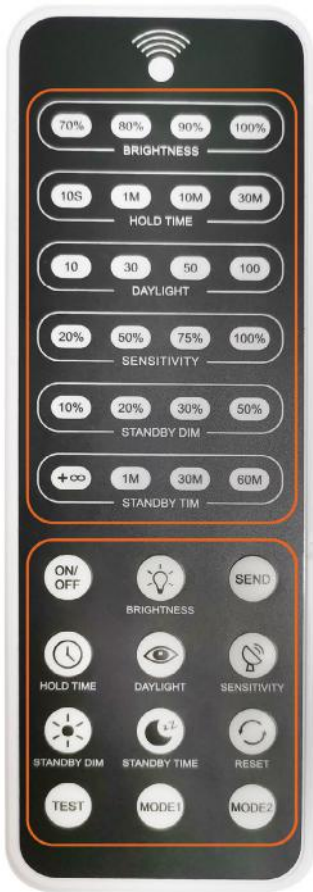 70% 80% 90% 100%
BRIGHTNESS
10S 1M 10M 30M
HOLD TIME
10 30 50 100
DAYLIGHT
20% 50% 75% 100%
SENSITIVITY
10% 20% 30% 50%
STANDBY DIM
+∞ 1M 30M 60M
STANDBY TIM
ON/
OFF
SEND
BRIGHTNESS
HOLD TIME DAYLIGHT SENSITIVITY
zz
STANDBY DIM STANDBY TIME RESET
TEST MODE1 MODE2